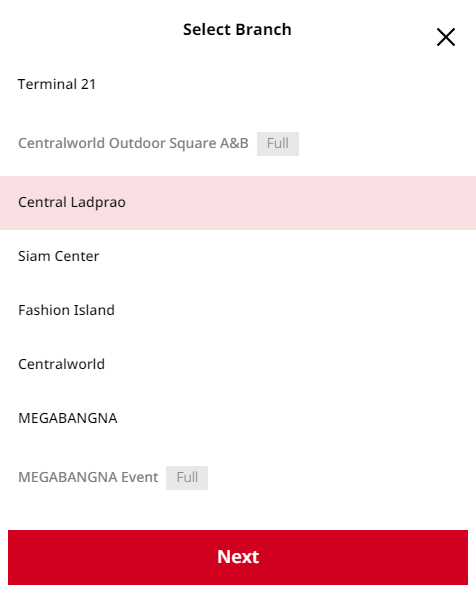 Select Branch
Terminal 21
Centralworld Outdoor Square A&B Full
Central Ladprao
Siam Center
Fashion Island
Centralworld
MEGABANGNA
MEGABANGNA Event Full
Next